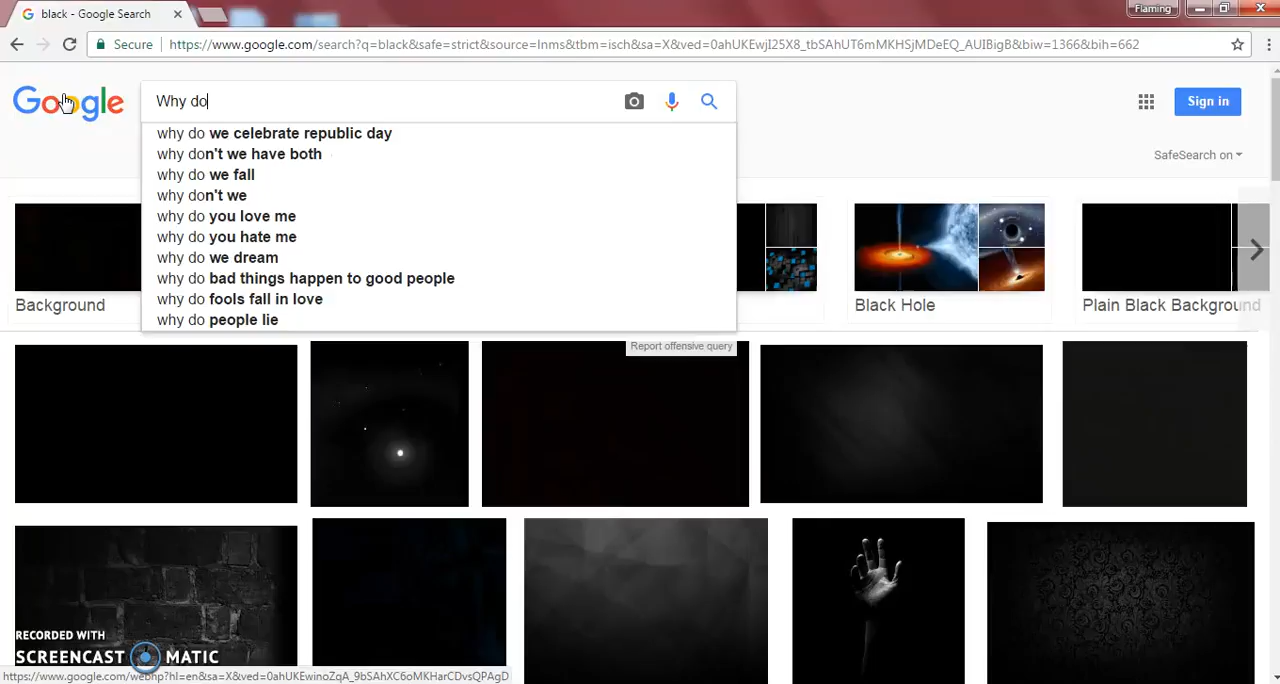 black - Google Search
Flaming
Secure
https://www.google.com/search?q=black&safe=strict&source=lnms&tbm=isch&sa=X&ved=0ahUKEwjI25X8_tbSAhUT6mMKHSjMDeEQ_AUIBigB&biw=1366&bih=662
Google
Why do
Sign in
why do we celebrate republic day
why don't we have both
SafeSearch on
why do we fall
why don't we
why do you love me
why do you hate me
why do we dream
why do bad things happen to good people
why do fools fall in love
why do people lie
Background
Black Hole
Plain Black Background
Report offensive query
RECORDED WITH
SCREENCAST MATIC
https://www.google.com/webhp?hl=en&sa=X&ved=0ahUKEwinoZqA_9bSAhXC6oMKHarCDvsQPAgD